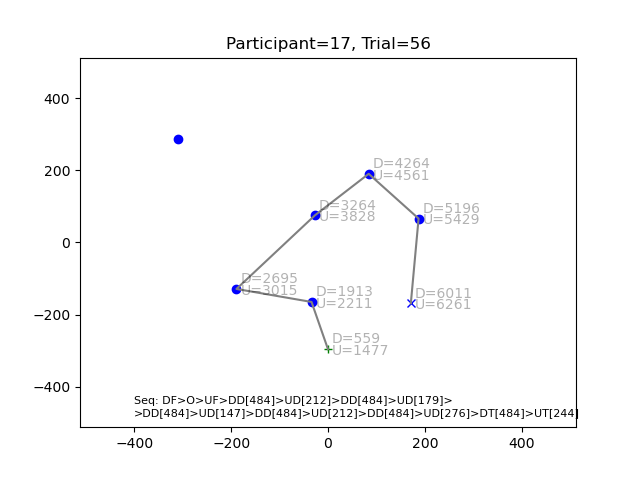 Participant=17, Trial=56
400
200
0
−200
−400
D=4264
U=4561
D=3264
U=3828
D=5196
U=5429
D=2695
U=3015
D=1913
U=2211
D=6011
U=6261
D=559
U=1477
Seq: DF>O>UF>DD[484]>UD[212]>DD[484]>UD[179]>
>DD[484]>UD[147]>DD[484]>UD[212]>DD[484]>UD[276]>DT[484]>UT[244]
−400 −200 0 200 400